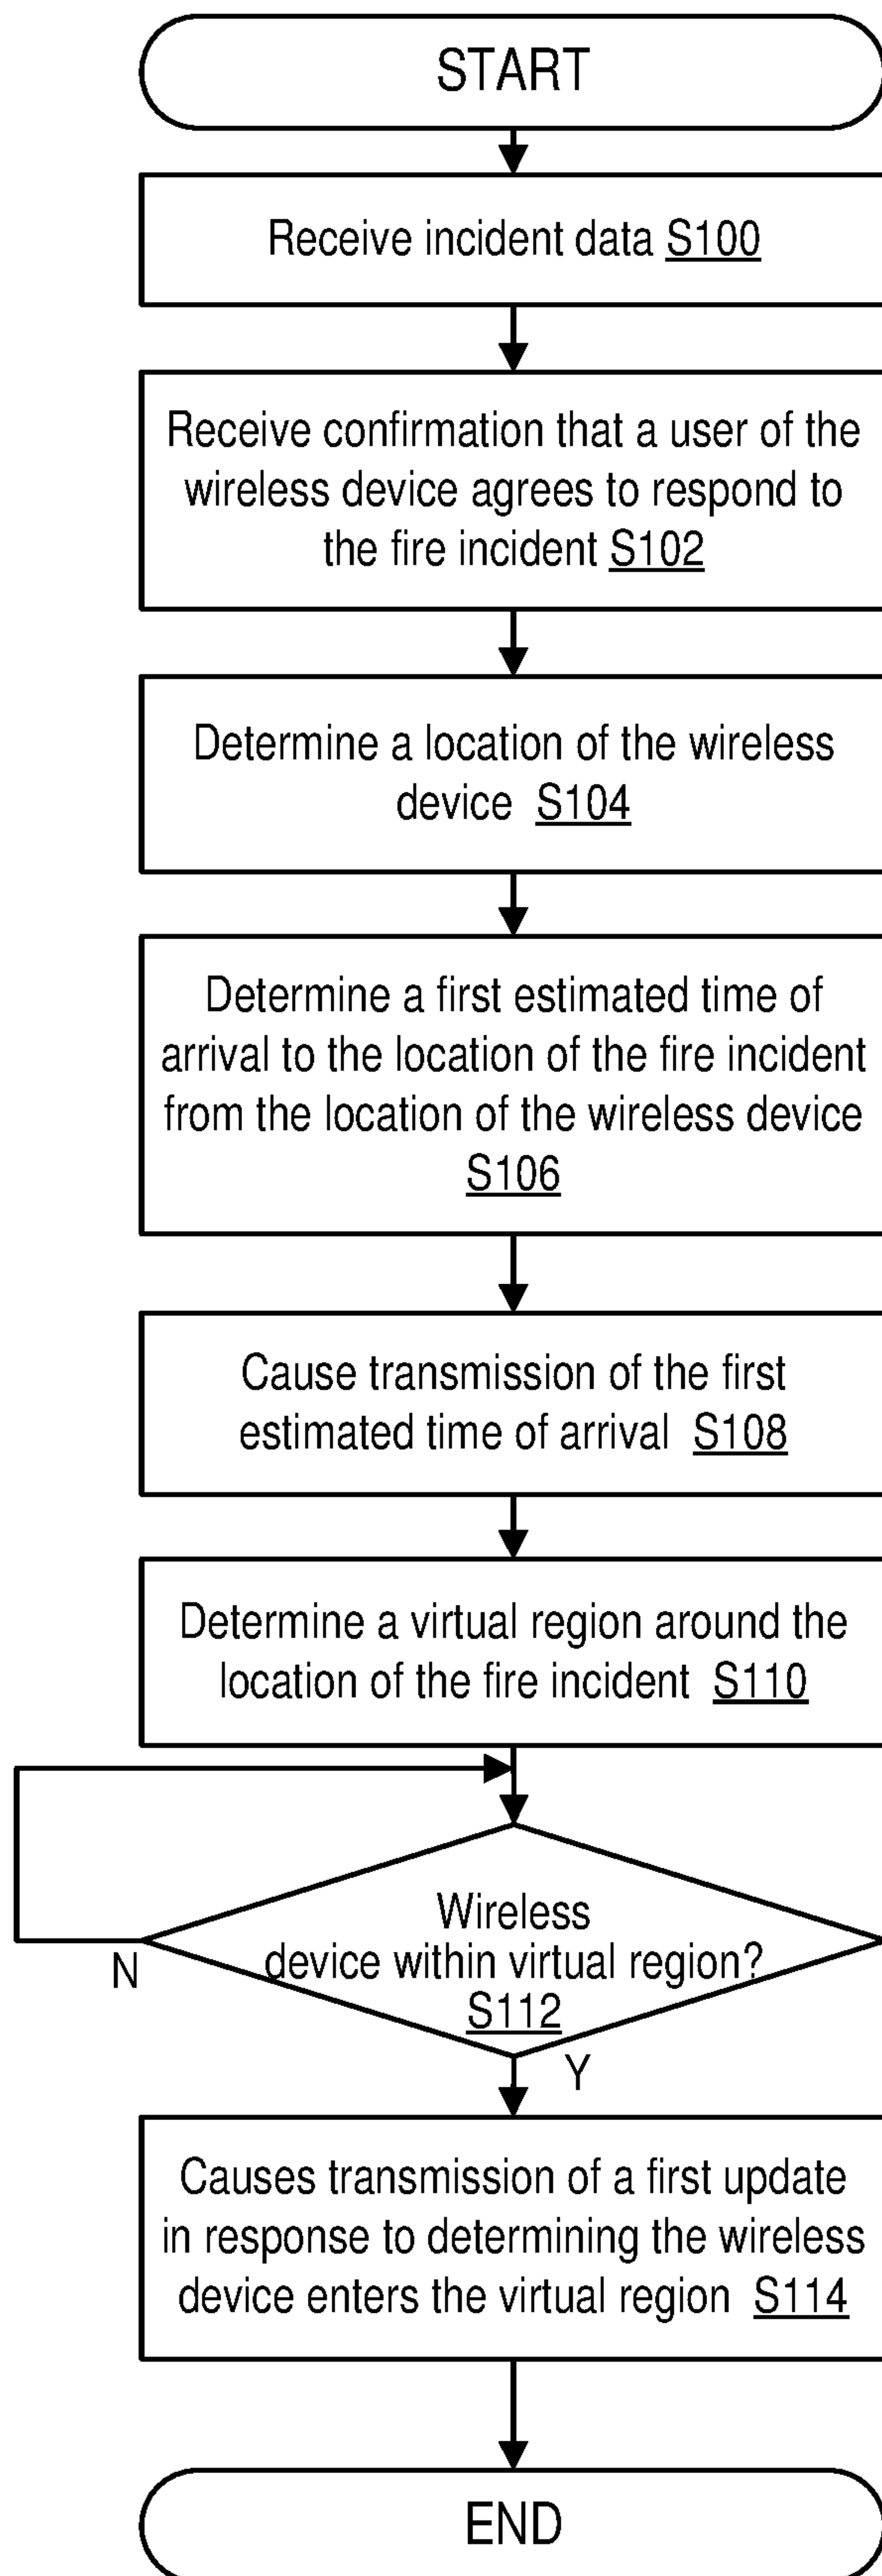 START
Receive incident data S100
Receive confirmation that a user of the
wireless device agrees to respond to
the fire incident S102
Determine a location of the wireless
device S104
Determine a first estimated time of
arrival to the location of the fire incident
from the location of the wireless device
S106
Cause transmission of the first
estimated time of arrival S108
Determine a virtual region around the
location of the fire incident S110
Wireless
device within virtual region?
S112
N
Y
Causes transmission of a first update
in response to determining the wireless
device enters the virtual region S114
END